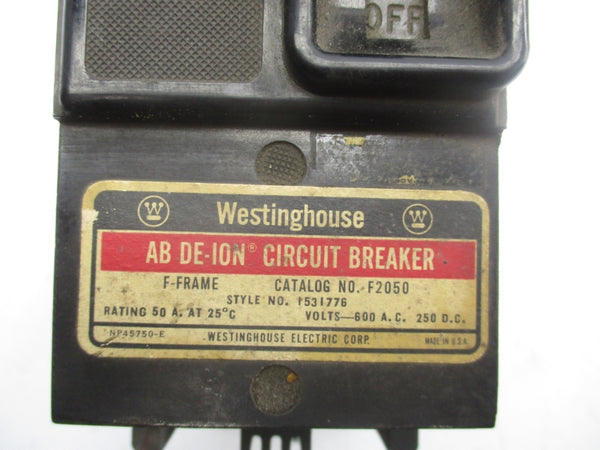 OFF
W Westinghouse W
AB DE-ION® CIRCUIT BREAKER
F-FRAME CATALOG NO. F2050
STYLE NO. 1531776
RATING 50 A. AT 25°C VOLTS—600 A.C. 250 D.C.
NP45750-E WESTINGHOUSE ELECTRIC CORP. MADE IN U.S.A.